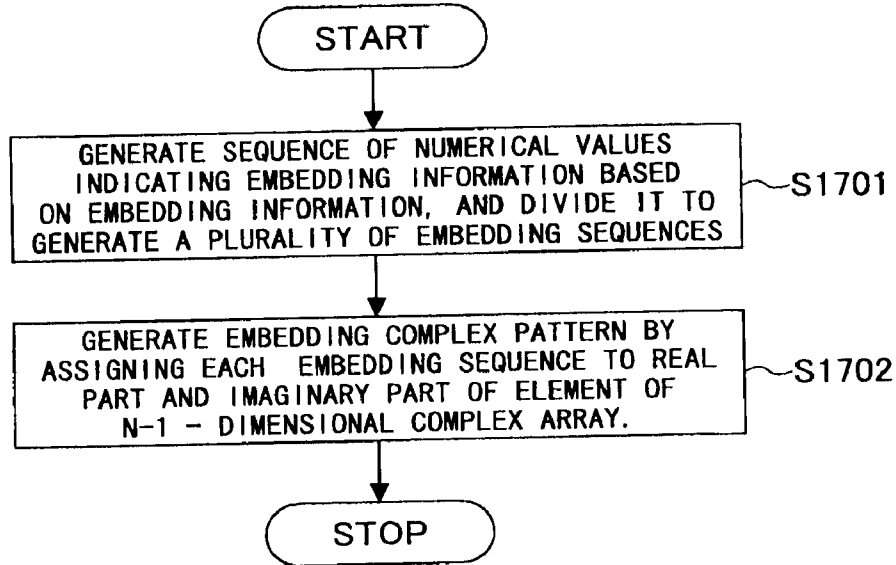 START
GENERATE SEQUENCE OF NUMERICAL VALUES
INDICATING EMBEDDING INFORMATION BASED
ON EMBEDDING INFORMATION, AND DIVIDE IT TO
GENERATE A PLURALITY OF EMBEDDING SEQUENCES
S1701
GENERATE EMBEDDING COMPLEX PATTERN BY
ASSIGNING EACH EMBEDDING SEQUENCE TO REAL
PART AND IMAGINARY PART OF ELEMENT OF
N-1 - DIMENSIONAL COMPLEX ARRAY.
S1702
STOP